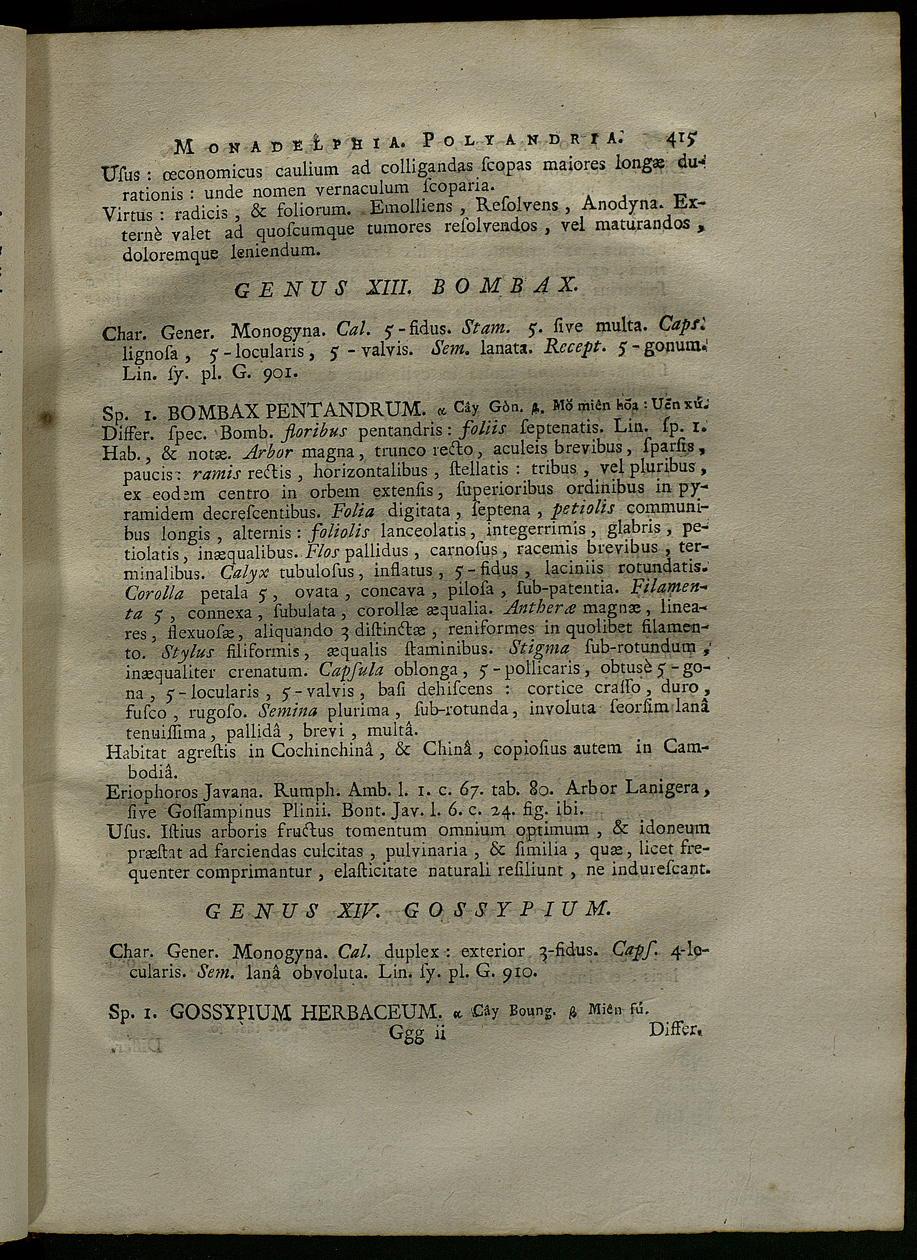 MONADELPHIA. POLYANDRIA. 415
Uſus : œconomicus caulium ad colligandas ſcopas maiores longæ du-
rationis : unde nomen vernaculum ſcoparia.
Virtus : radicis , & foliorum. Emolliens , Reſolvens , Anodyna. Ex-
ternè valet ad quoſcumque tumores reſolvendos , vel maturandos ,
doloremque leniendum.
GENUS XIII. BOMBAX.
Char. Gener. Monogyna. Cal. 5-fidus. Stam. 5. ſive multa. Capſ.
lignoſa , 5-locularis , 5-valvis. Sem. lanata. Recept. 5-gonum.
Lin. ſy. pl. G. 901.
Sp. 1. BOMBAX PENTANDRUM. α Cây Gòn. β. Mŏ miên hōa : Uēn xú.
Differ. ſpec. Bomb. floribus pentandris : foliis ſeptenatis. Lin. ſp. 1.
Hab., & notæ. Arbor magna , trunco recto , aculeis brevibus , ſparſis ,
paucis : ramis rectis , horizontalibus , ſtellatis : tribus , vel pluribus ,
ex eodem centro in orbem extenſis , ſuperioribus ordinibus in py-
ramidem decreſcentibus. Folia digitata , ſeptena , petiolis communi-
bus longis , alternis : foliolis lanceolatis , integerrimis , glabris , pe-
tiolatis , inæqualibus. Flos pallidus , carnoſus , racemis brevibus , ter-
minalibus. Calyx tubuloſus , inflatus , 5-fidus , laciniis rotundatis.
Corolla petala 5 , ovata , concava , piloſa , ſub-patentia. Filamen-
ta 5 , connexa , ſubulata , corollæ æqualia. Antheræ magnæ , linea-
res , flexuoſæ , aliquando 3 diſtinctæ , reniformes in quolibet filamen-
to. Stylus filiformis , æqualis ſtaminibus. Stigma ſub-rotundum ,
inæqualiter crenatum. Capſula oblonga , 5-pollicaris , obtusè 5-go-
na , 5-locularis , 5-valvis , baſi dehiſcens : cortice craſſo , duro ,
fuſco , rugoſo. Semina plurima , ſub-rotunda , involuta ſeorſim lanâ
tenuiſſima , pallidâ , brevi , multâ.
Habitat agreſtis in Cochinchinâ , & Chinâ , copioſius autem in Cam-
bodiâ.
Eriophoros Javana. Rumph. Amb. l. 1. c. 67. tab. 80. Arbor Lanigera ,
ſive Goſſampinus Plinii. Bont. Jav. l. 6. c. 24. fig. ibi.
Uſus. Iſtius arboris fructus tomentum omnium optimum , & idoneum
præſtat ad farciendas culcitas , pulvinaria , & ſimilia , quæ , licet fre-
quenter comprimantur , elaſticitate naturali reſiliunt , ne indureſcant.
GENUS XIV. GOSSYPIUM.
Char. Gener. Monogyna. Cal. duplex : exterior 3-fidus. Capſ. 4-lo-
cularis. Sem. lanâ obvoluta. Lin. ſy. pl. G. 910.
Sp. 1. GOSSYPIUM HERBACEUM. α Cây Boung. β Miên fú.
Ggg ii Differ.